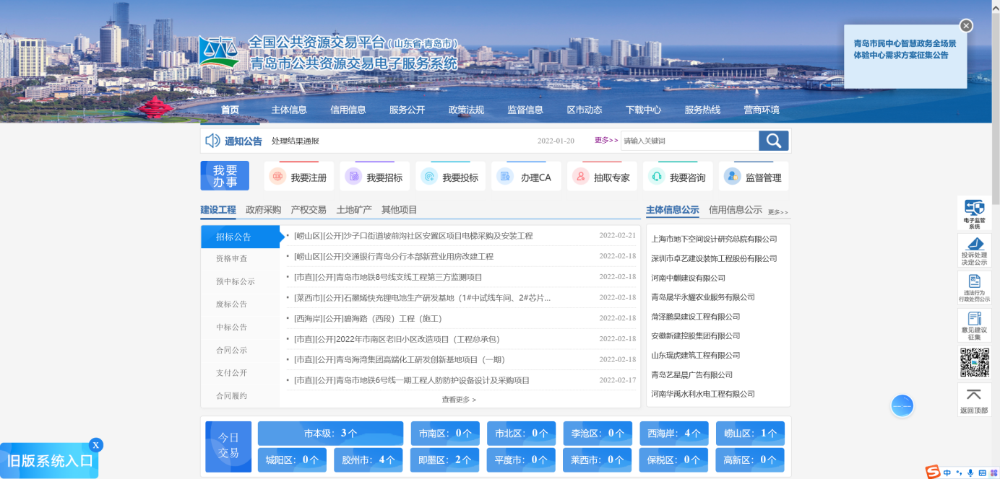 全国公共资源交易平台（山东省·青岛市）
青岛市公共资源交易电子服务系统
青岛市民中心智慧政务全场景
体验中心需求方案征集公告
首页 主体信息 信用信息 服务公开 政策法规 监督信息 区市动态 下载中心 服务热线 营商环境
通知公告 处理结果通报 2022-01-20 更多>> 请输入关键词
我要
办事
我要注册 我要招标 我要投标 办理CA 抽取专家 我要咨询 监督管理
建设工程 政府采购 产权交易 土地矿产 其他项目
招标公告
资格审查
预中标公示
废标公告
中标公告
合同公示
支付公开
合同履约
[崂山区][公开]沙子口街道坡前沟社区安置区项目电梯采购及安装工程 2022-02-21
[崂山区][公开]交通银行青岛分行本部新营业用房改建工程 2022-02-18
[市直][公开]青岛市地铁8号线支线工程第三方监测项目 2022-02-18
[莱西市][公开]石墨烯快充锂电池生产研发基地（1#中试线车间、2#芯片... 2022-02-18
[西海岸][公开]碧海路（西段）工程（施工） 2022-02-18
[市直][公开]2022年市南区老旧小区改造项目（工程总承包） 2022-02-18
[市直][公开]青岛海湾集团高端化工研发创新基地项目（一期） 2022-02-18
[市直][公开]青岛市地铁6号线一期工程人防防护设备设计及采购项目 2022-02-17
查看更多 >
主体信息公示 信用信息公示 更多>>
上海市地下空间设计研究总院有限公司
深圳市卓艺建设装饰工程股份有限公司
河南中麒建设有限公司
青岛晟华永耀农业服务有限公司
菏泽鹏昊建设工程有限公司
安徽新建控股集团有限公司
山东瑞虎建筑工程有限公司
青岛艺星晨广告有限公司
河南华禹水利水电工程有限公司
电子监管
系统
投诉处理
决定公示
违法行为
行政处罚公示
意见建议
征集
返回顶部
今日
交易
市本级：3个 市南区：0个 市北区：0个 李沧区：0个 西海岸：4个 崂山区：1个
城阳区：0个 胶州市：4个 即墨区：2个 平度市：0个 莱西市：0个 保税区：0个 高新区：0个
旧版系统入口
X
中